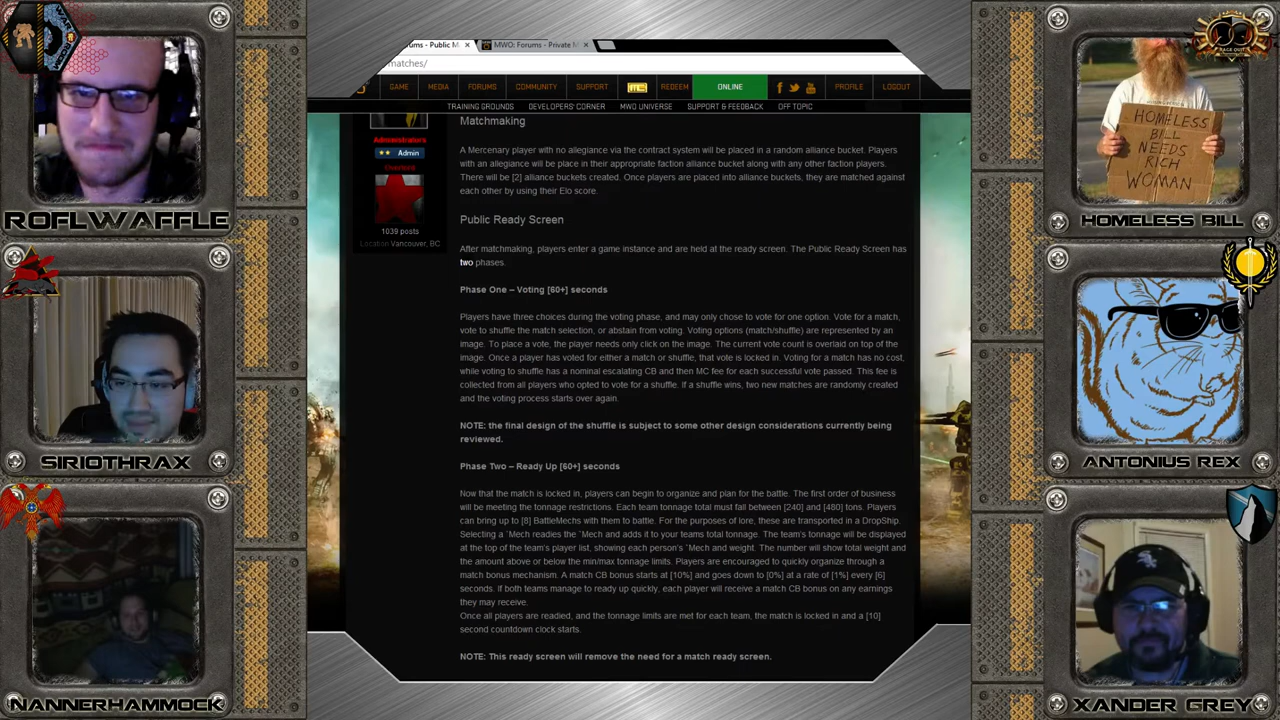 orums - Public M
MWO: Forums - Private M
matches/
GAME
MEDIA
FORUMS
COMMUNITY
SUPPORT
REDEEM
ONLINE
PROFILE
LOGOUT
TRAINING GROUNDS
DEVELOPERS' CORNER
MWO UNIVERSE
SUPPORT & FEEDBACK
OFF TOPIC
Administrators
Admin
Overlord
1039 posts
Location Vancouver, BC
Matchmaking
A Mercenary player with no allegiance via the contract system will be placed in a random alliance bucket. Players
with an allegiance will be place in their appropriate faction alliance bucket along with any other faction players.
There will be [2] alliance buckets created. Once players are placed into alliance buckets, they are matched against
each other by using their Elo score.
Public Ready Screen
After matchmaking, players enter a game instance and are held at the ready screen. The Public Ready Screen has
two phases.
Phase One – Voting [60+] seconds
Players have three choices during the voting phase, and may only chose to vote for one option. Vote for a match,
vote to shuffle the match selection, or abstain from voting. Voting options (match/shuffle) are represented by an
image. To place a vote, the player needs only click on the image. The current vote count is overlaid on top of the
image. Once a player has voted for either a match or shuffle, that vote is locked in. Voting for a match has no cost,
while voting to shuffle has a nominal escalating CB and then MC fee for each successful vote passed. This fee is
collected from all players who opted to vote for a shuffle. If a shuffle wins, two new matches are randomly created
and the voting process starts over again.
NOTE: the final design of the shuffle is subject to some other design considerations currently being
reviewed.
Phase Two – Ready Up [60+] seconds
Now that the match is locked in, players can begin to organize and plan for the battle. The first order of business
will be meeting the tonnage restrictions. Each team tonnage total must fall between [240] and [480] tons. Players
can bring up to [8] BattleMechs with them to battle. For the purposes of lore, these are transported in a DropShip.
Selecting a `Mech readies the `Mech and adds it to your teams total tonnage. The team's tonnage will be displayed
at the top of the team's player list, showing each person's `Mech and weight. The number will show total weight and
the amount above or below the min/max tonnage limits. Players are encouraged to quickly organize through a
match bonus mechanism. A match CB bonus starts at [10%] and goes down to [0%] at a rate of [1%] every [6]
seconds. If both teams manage to ready up quickly, each player will receive a match CB bonus on any earnings
they may receive.
Once all players are readied, and the tonnage limits are met for each team, the match is locked in and a [10]
second countdown clock starts.
NOTE: This ready screen will remove the need for a match ready screen.
ROFLWAFFLE
SIRIOTHRAX
NANNERHAMMOCK
HOMELESS
BILL
NEEDS
RICH
WOMAN
HOMELESS BILL
ANTONIUS REX
XANDER GREY